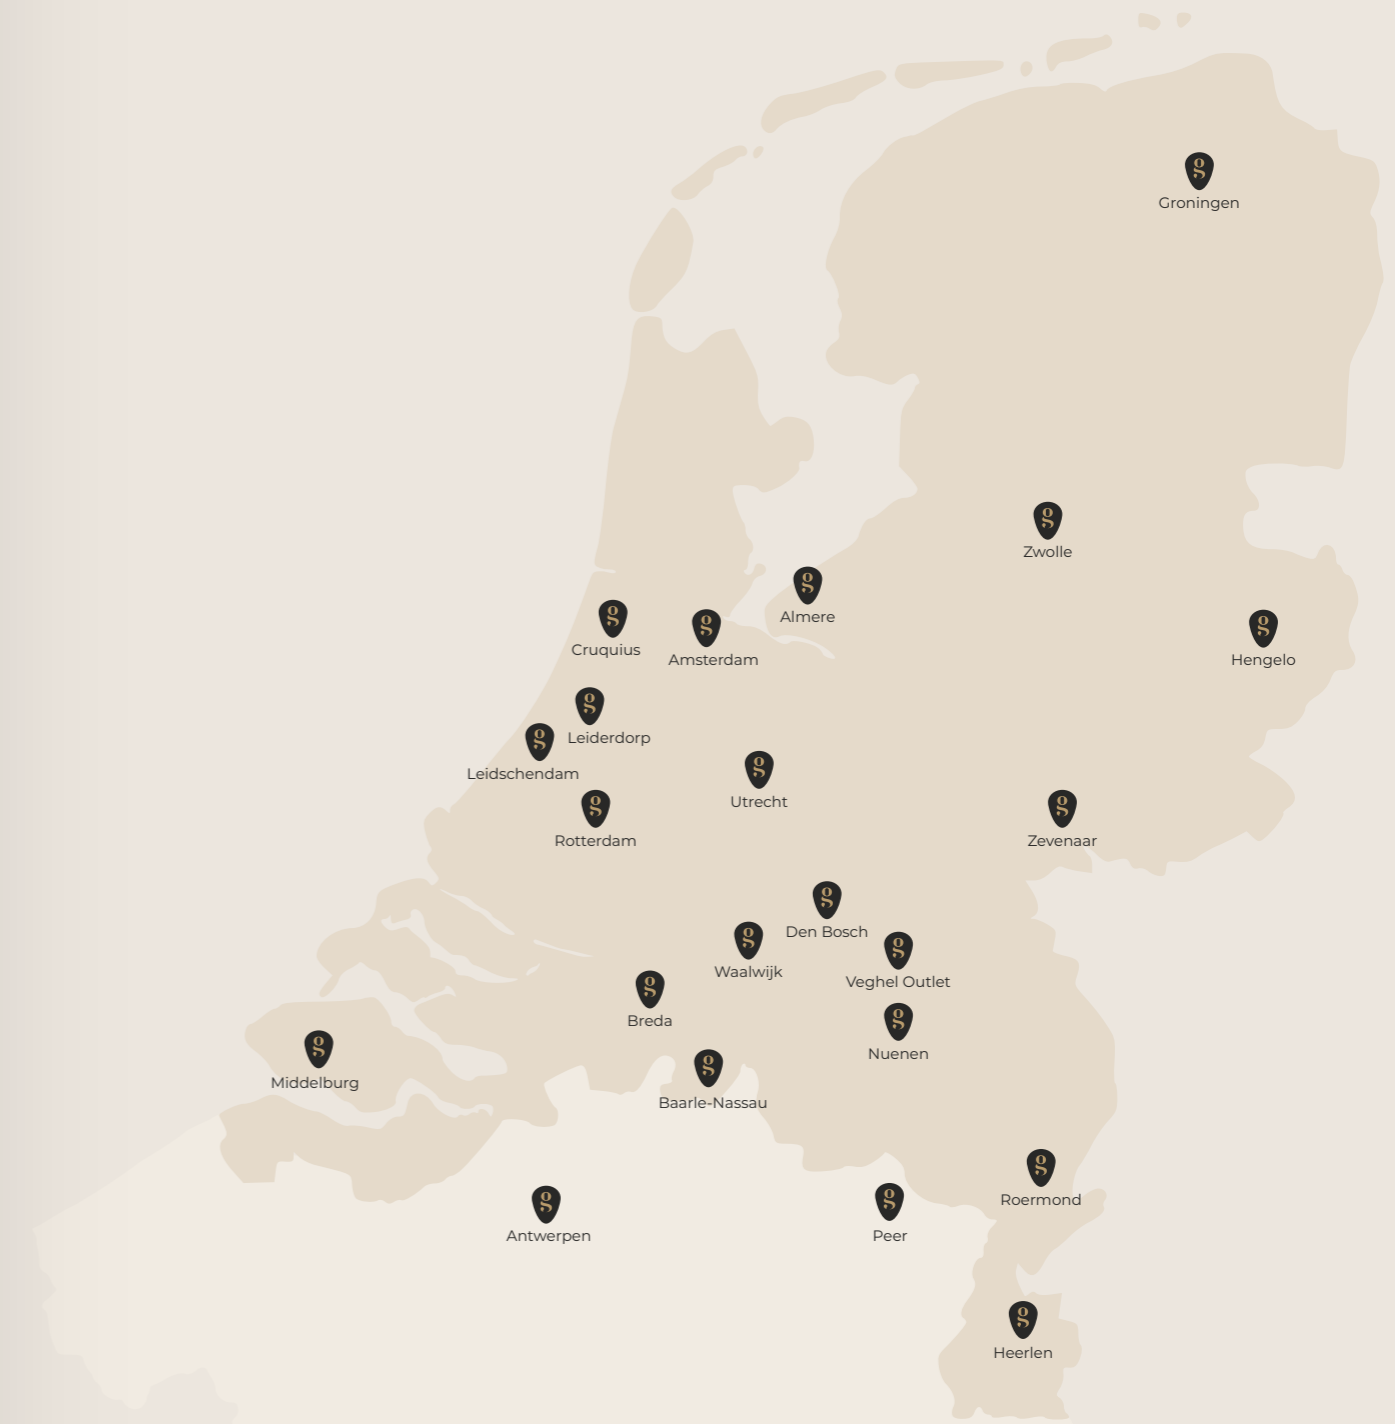 Groningen
Zwolle
Almere
Cruquius
Amsterdam
Hengelo
Leiderdorp
Leidschendam
Utrecht
Rotterdam
Zevenaar
Den Bosch
Waalwijk
Veghel Outlet
Breda
Nuenen
Middelburg
Baarle-Nassau
Roermond
Antwerpen
Peer
Heerlen